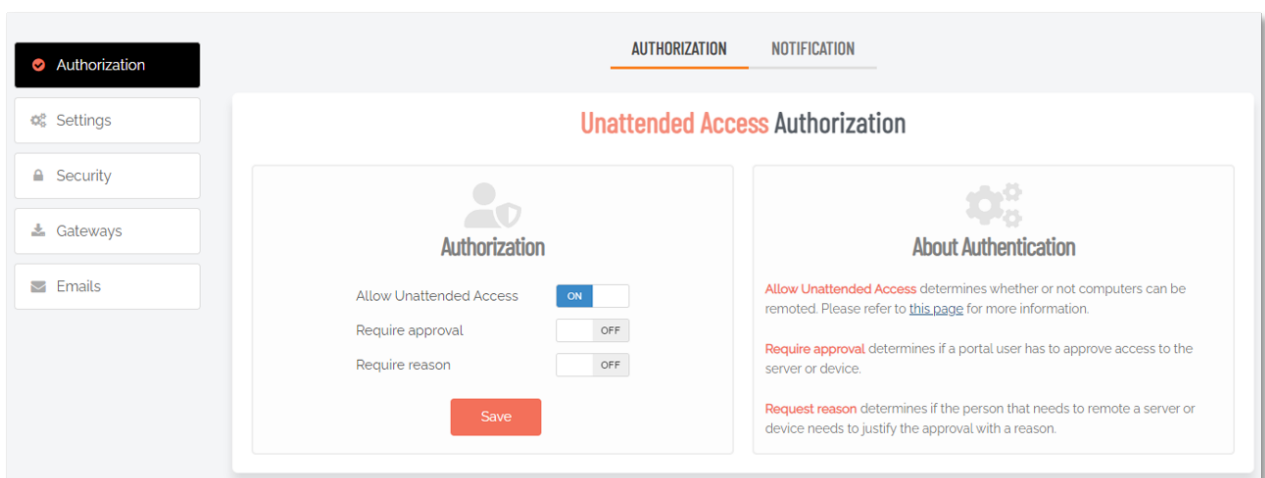 AUTHORIZATION NOTIFICATION
Authorization
Settings
Security
Gateways
Emails
Unattended Access Authorization
Authorization
Allow Unattended Access ON
Require approval OFF
Require reason OFF
Save
About Authentication
Allow Unattended Access determines whether or not computers can be
remoted. Please refer to this page for more information.
Require approval determines if a portal user has to approve access to the
server or device.
Request reason determines if the person that needs to remote a server or
device needs to justify the approval with a reason.